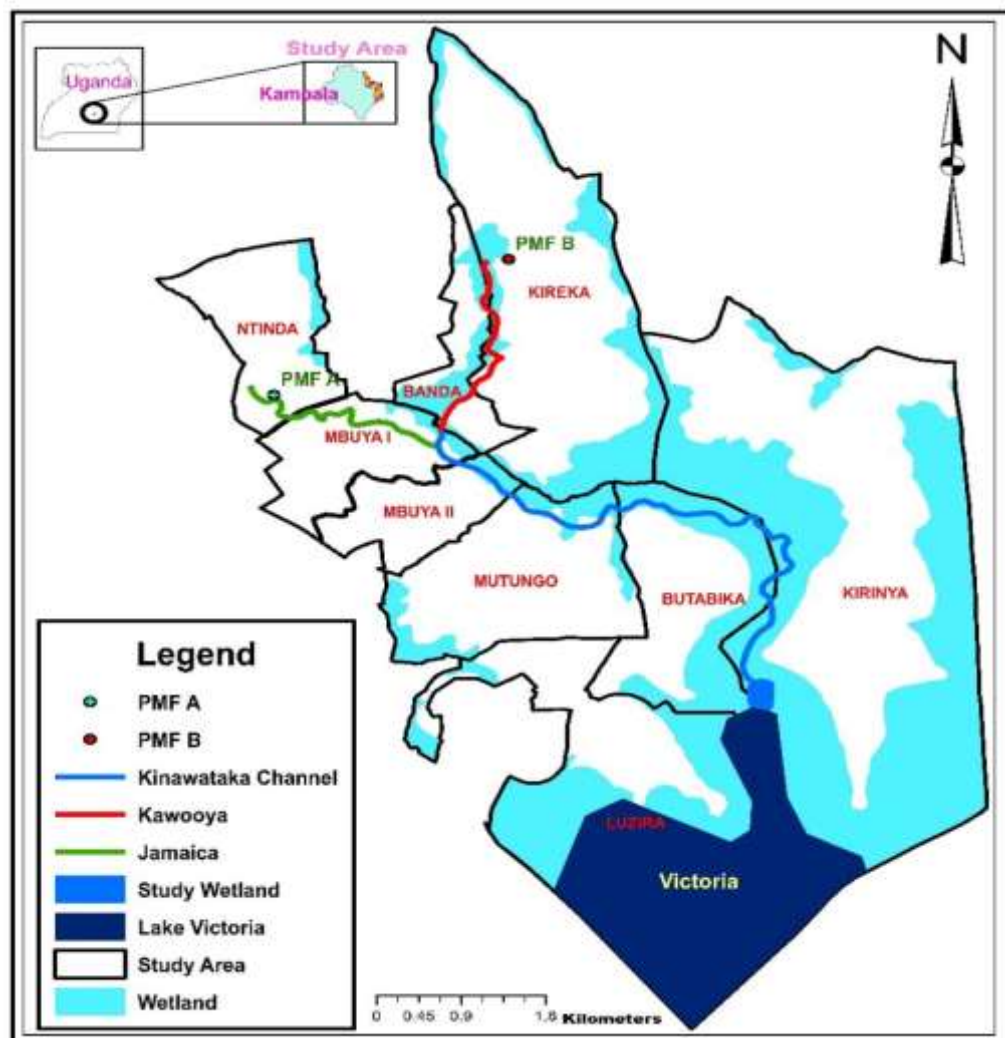 Study Area
Uganda
Kampala
N
PMF B
KIREKA
NTINDA
PMF A
BANDA
MBUYA I
MBUYA II
MUTUNGO
BUTABIKA
KIRINYA
LUZIRA
Victoria
Legend
PMF A
PMF B
Kinawataka Channel
Kawooya
Jamaica
Study Wetland
Lake Victoria
Study Area
Wetland
0 0.45 0.9 1.8 Kilometers